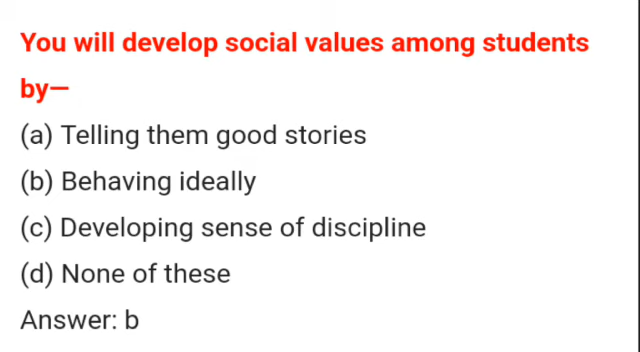 You will develop social values among students
by—
(a) Telling them good stories
(b) Behaving ideally
(c) Developing sense of discipline
(d) None of these
Answer: b